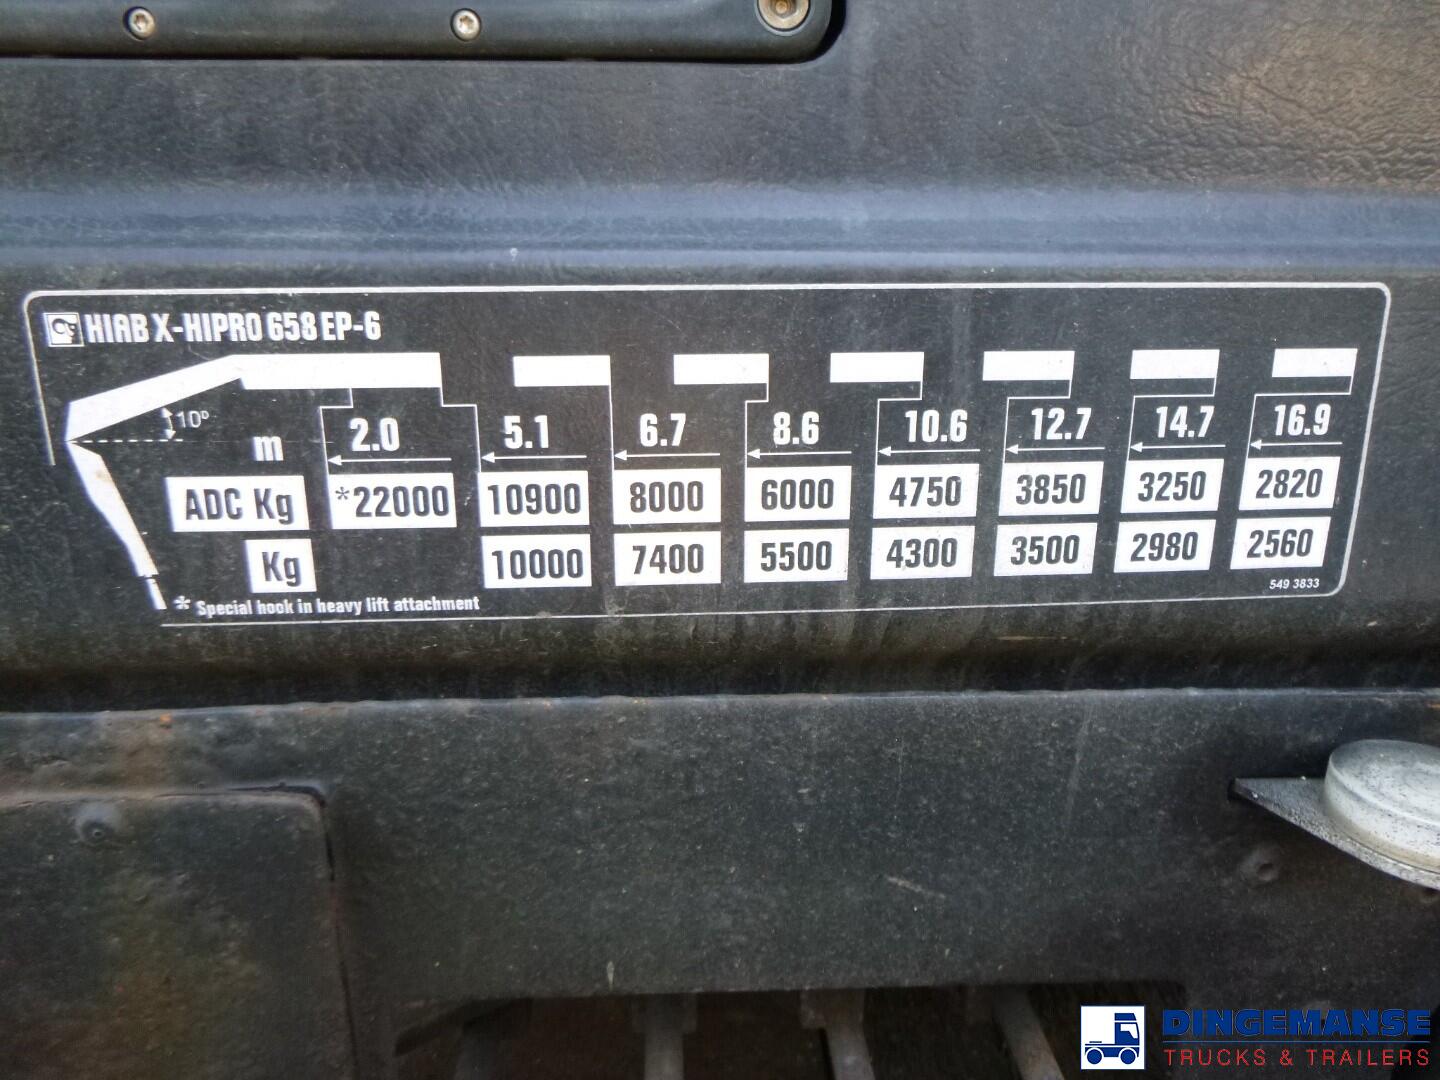 HIAB X-HIPRO 658 EP-6
10°
m 2.0 5.1 6.7 8.6 10.6 12.7 14.7 16.9
ADC Kg *22000 10900 8000 6000 4750 3850 3250 2820
Kg 10000 7400 5500 4300 3500 2980 2560
549 3833
* Special hook in heavy lift attachment
DINGEMANSE
TRUCKS & TRAILERS